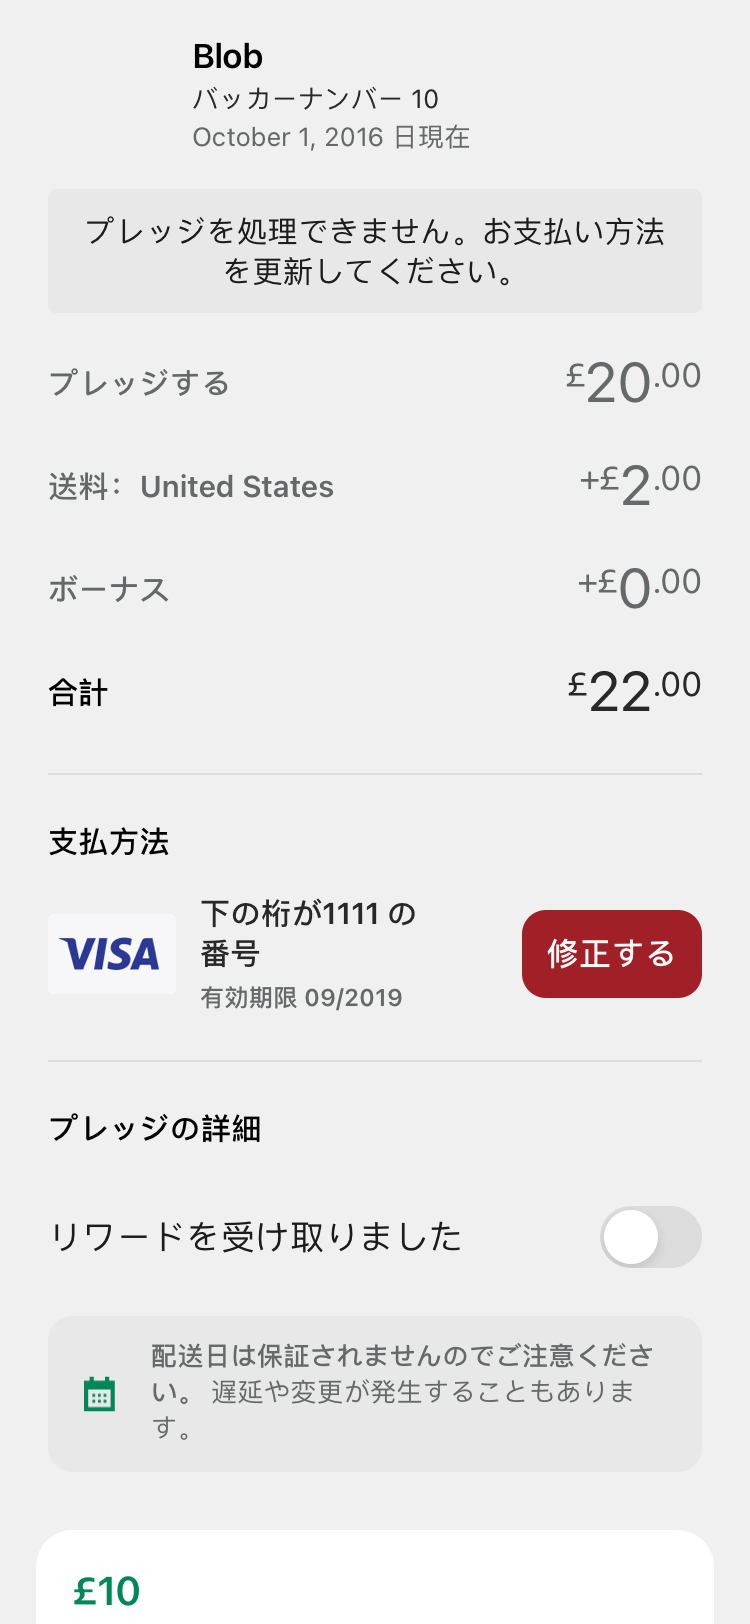 Blob
バッカーナンバー 10
October 1, 2016 日現在
プレッジを処理できません。お支払い方法
を更新してください。
プレッジする £20.00
送料： United States +£2.00
ボーナス +£0.00
合計 £22.00
支払方法
VISA
下の桁が1111 の
番号
有効期限 09/2019
修正する
プレッジの詳細
リワードを受け取りました
配送日は保証されませんのでご注意くださ
い。 遅延や変更が発生することもありま
す。
£10